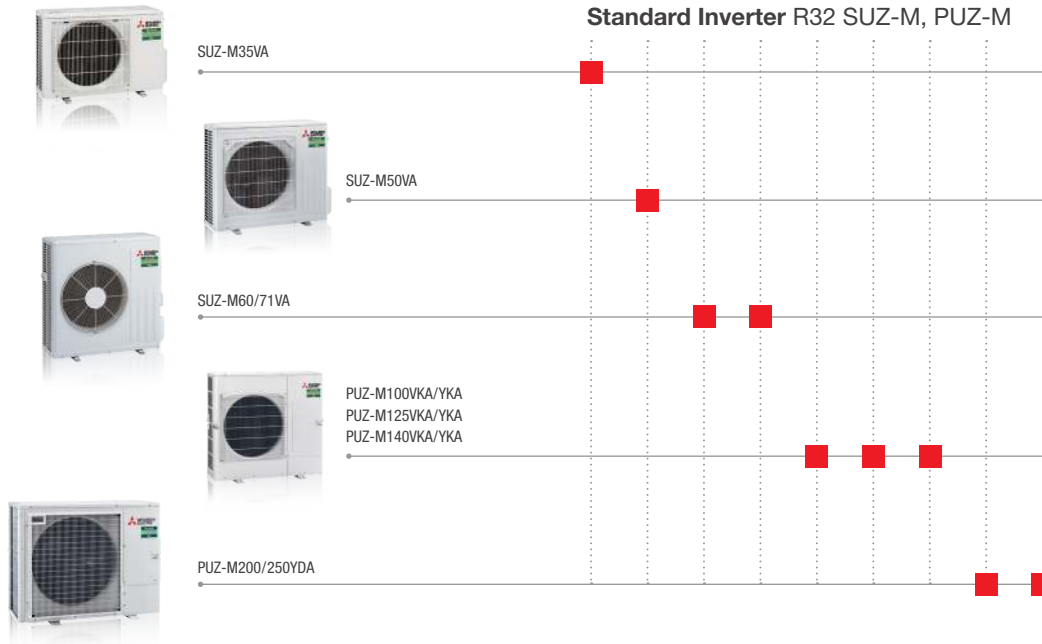 Standard Inverter R32 SUZ-M, PUZ-M
SUZ-M35VA
SUZ-M50VA
SUZ-M60/71VA
PUZ-M100VKA/YKA
PUZ-M125VKA/YKA
PUZ-M140VKA/YKA
PUZ-M200/250YDA